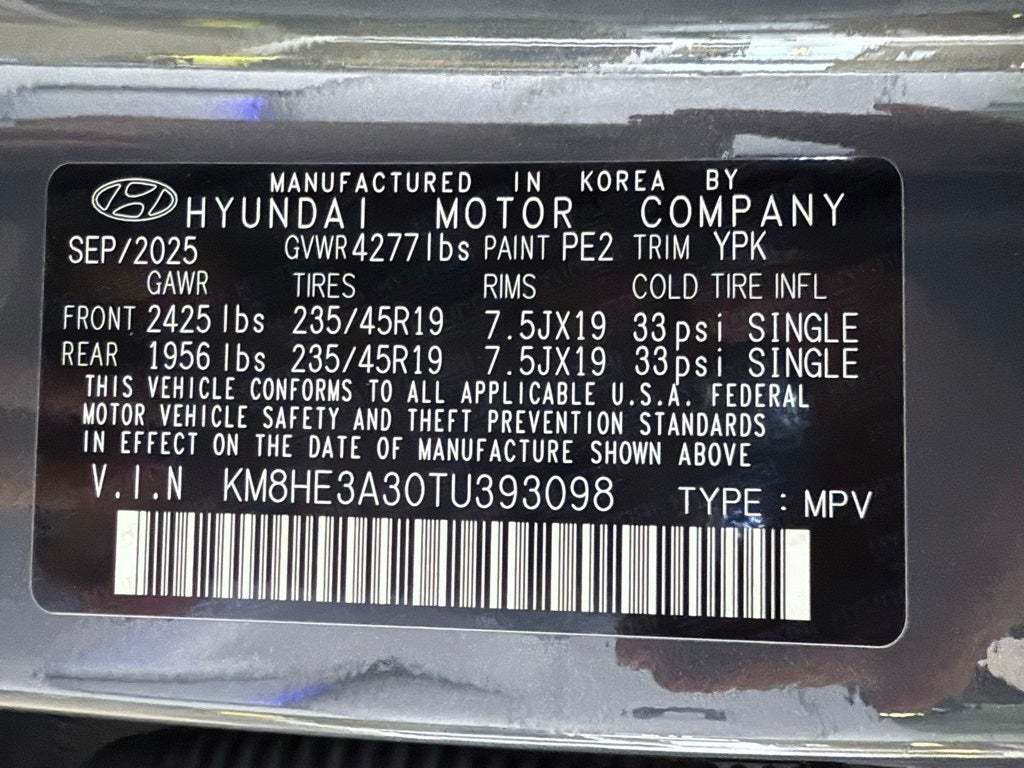 MANUFACTURED IN KOREA BY
HYUNDAI MOTOR COMPANY
SEP/2025 GVWR 4277lbs PAINT PE2 TRIM YPK
GAWR TIRES RIMS COLD TIRE INFL
FRONT 2425 lbs 235/45R19 7.5JX19 33psi SINGLE
REAR 1956 lbs 235/45R19 7.5JX19 33psi SINGLE
THIS VEHICLE CONFORMS TO ALL APPLICABLE U.S.A. FEDERAL
MOTOR VEHICLE SAFETY AND THEFT PREVENTION STANDARDS
IN EFFECT ON THE DATE OF MANUFACTURE SHOWN ABOVE
V.I.N KM8HE3A30TU393098 TYPE : MPV